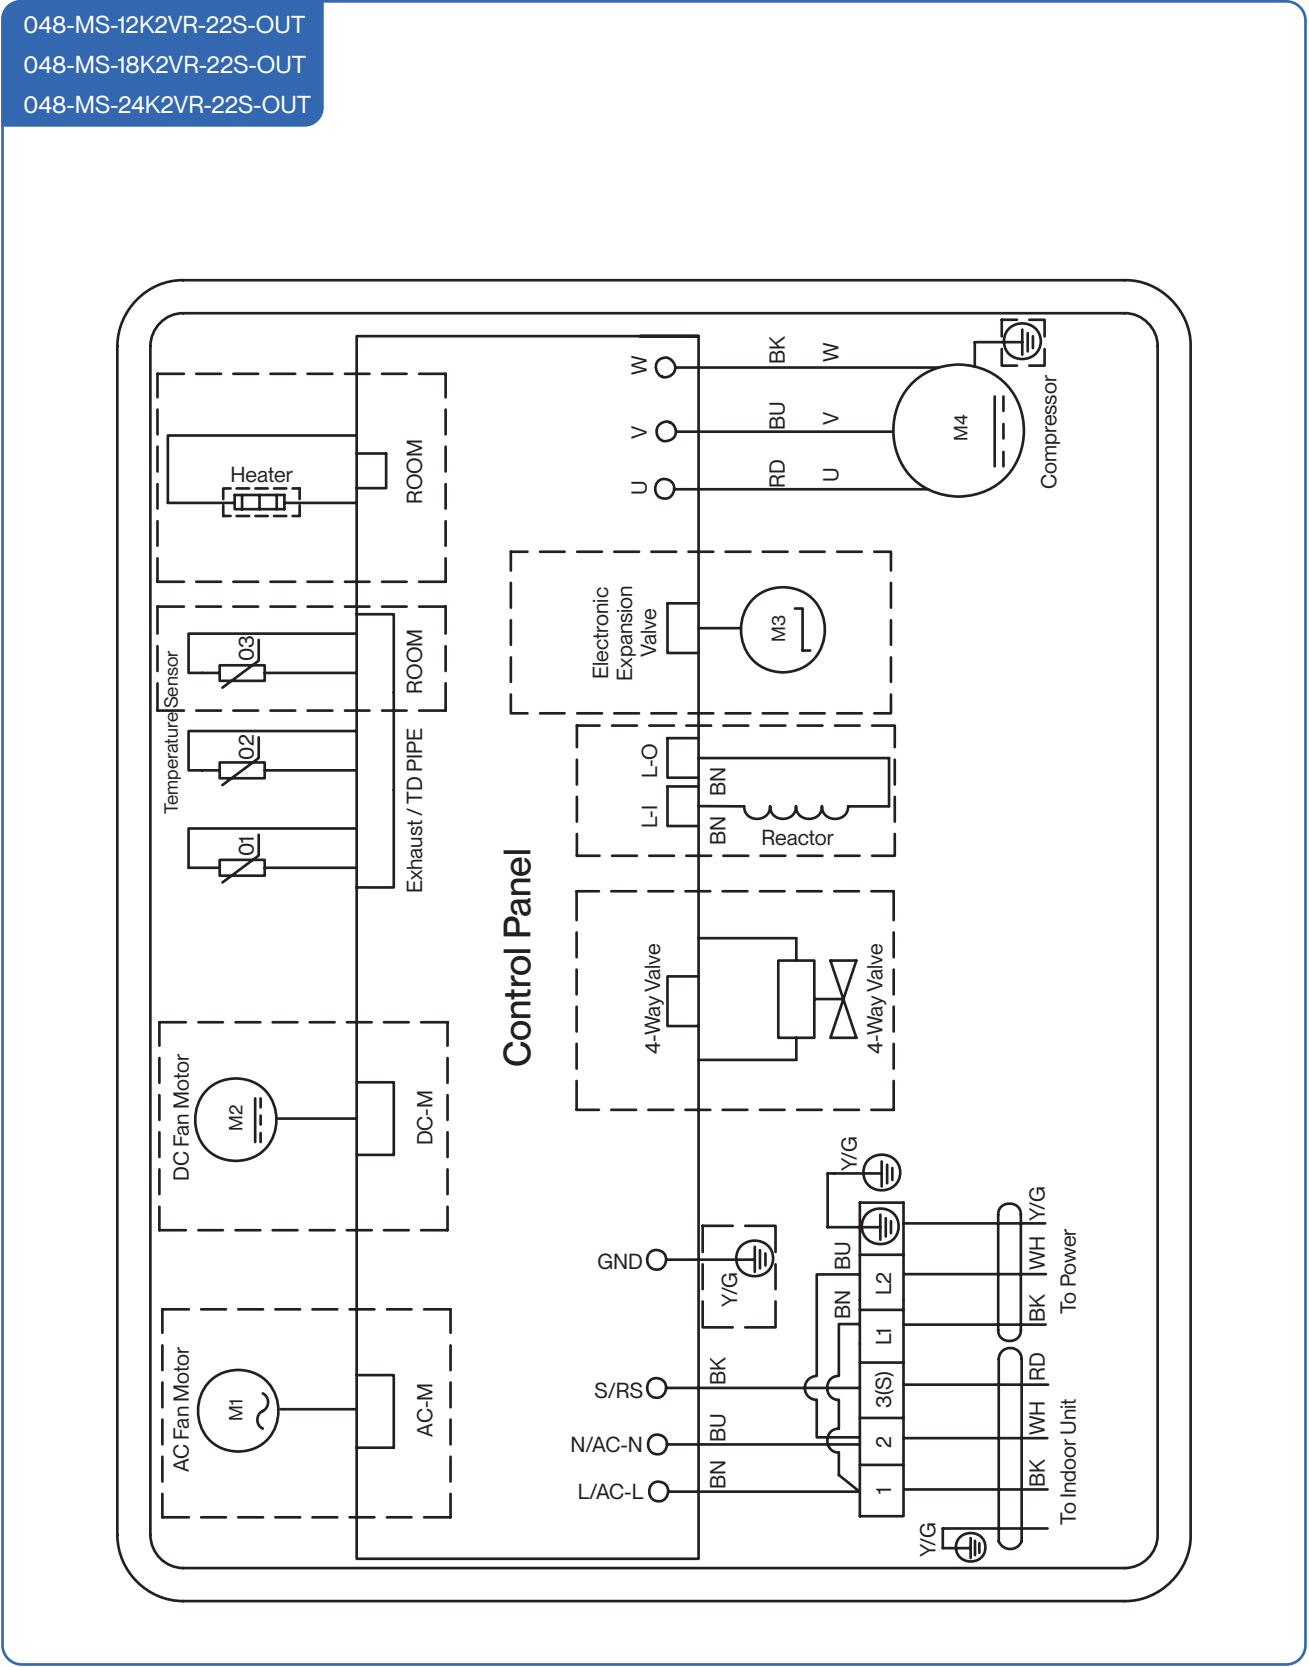 048-MS-12K2VR-22S-OUT
048-MS-18K2VR-22S-OUT
048-MS-24K2VR-22S-OUT
Heater
ROOM
Temperature Sensor
03
02
01
ROOM
Exhaust / TD PIPE
DC Fan Motor
M2
DC-M
AC Fan Motor
M1
AC-M
Control Panel
W
BK
W
V
BU
V
U
RD
U
M4
Compressor
Electronic
Expansion
Valve
M3
L-O
BN
L-I
BN
Reactor
4-Way Valve
4-Way Valve
GND
Y/G
S/RS
BK
N/AC-N
BU
L/AC-L
BN
Y/G
BU
BN
L2
L1
3(S)
2
1
Y/G
WH
BK
To Power
RD
WH
BK
To Indoor Unit
Y/G